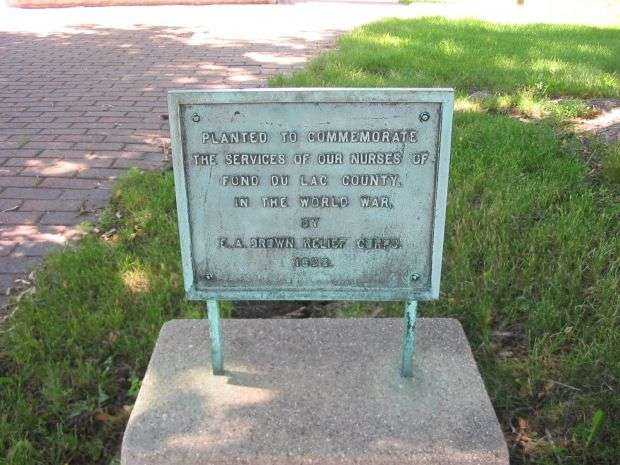 PLANTED TO COMMEMORATE
THE SERVICES OF OUR NURSES OF
FOND DU LAC COUNTY.
IN THE WORLD WAR.
BY
E. A. BROWN RELIEF CORPS.